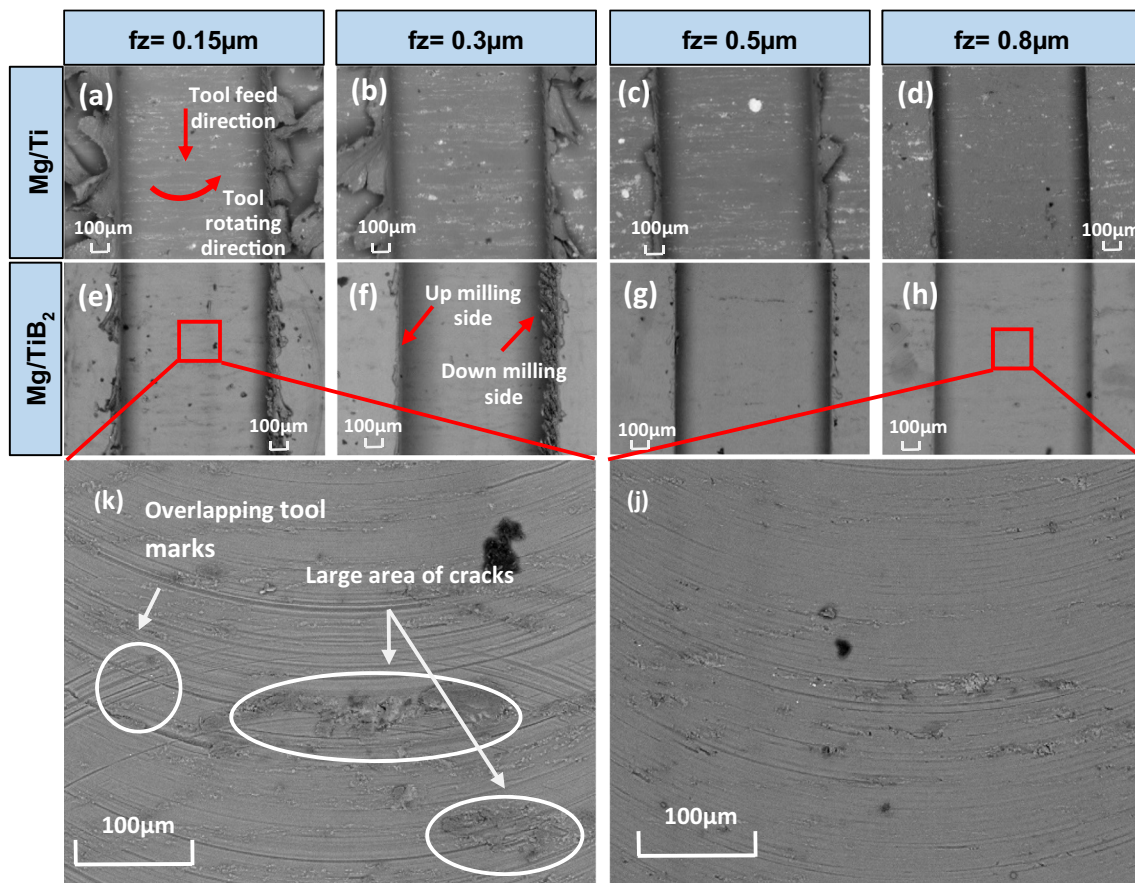 fz= 0.15µm
fz= 0.3µm
fz= 0.5µm
fz= 0.8µm
Mg/Ti
(a)
Tool feed
direction
Tool
rotating
direction
100µm
(b)
100µm
(c)
100µm
(d)
100µm
Mg/TiB₂
(e)
100µm
(f)
Up milling
side
Down milling
side
100µm
(g)
100µm
(h)
100µm
(k)
Overlapping tool
marks
Large area of cracks
100µm
(j)
100µm